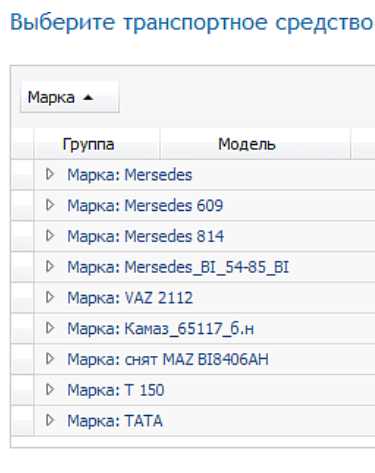 Выберите транспортное средство
Марка
Группа Модель
Марка: Mersedes
Марка: Mersedes 609
Марка: Mersedes 814
Марка: Mersedes_BI_54-85_BI
Марка: VAZ 2112
Марка: Камаз_65117_б.н
Марка: снят MAZ BI8406AH
Марка: Т 150
Марка: ТАТА